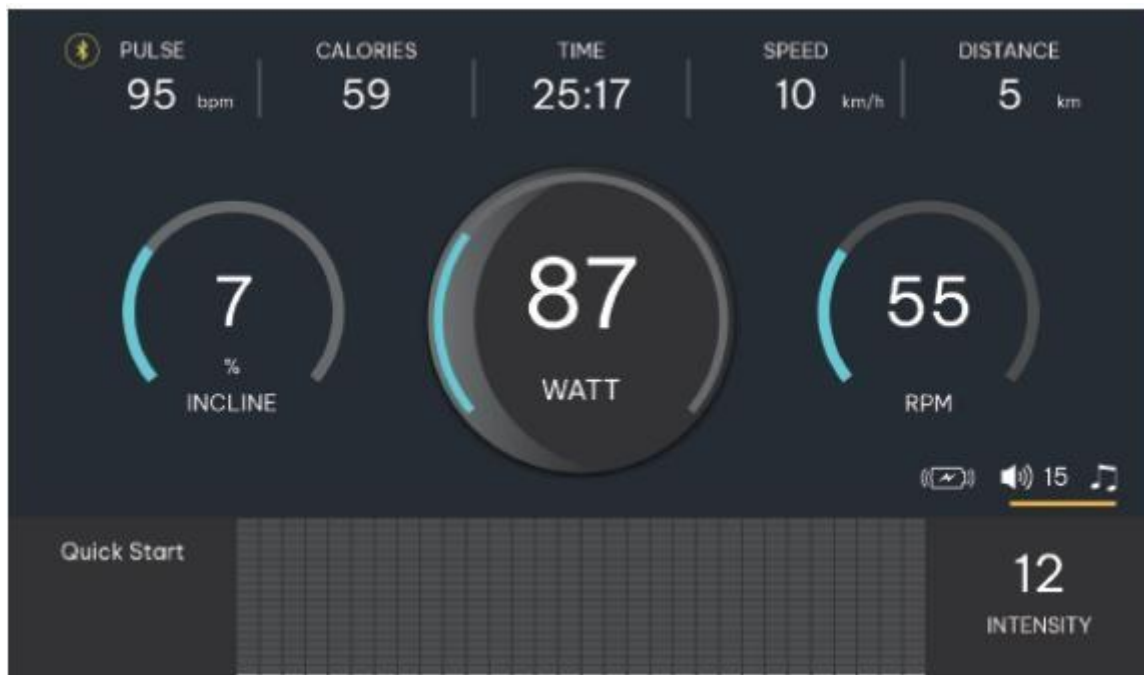 PULSE CALORIES TIME SPEED DISTANCE
95 bpm 59 25:17 10 km/h 5 km
7 87 55
%
INCLINE WATT RPM
15
Quick Start
12
INTENSITY